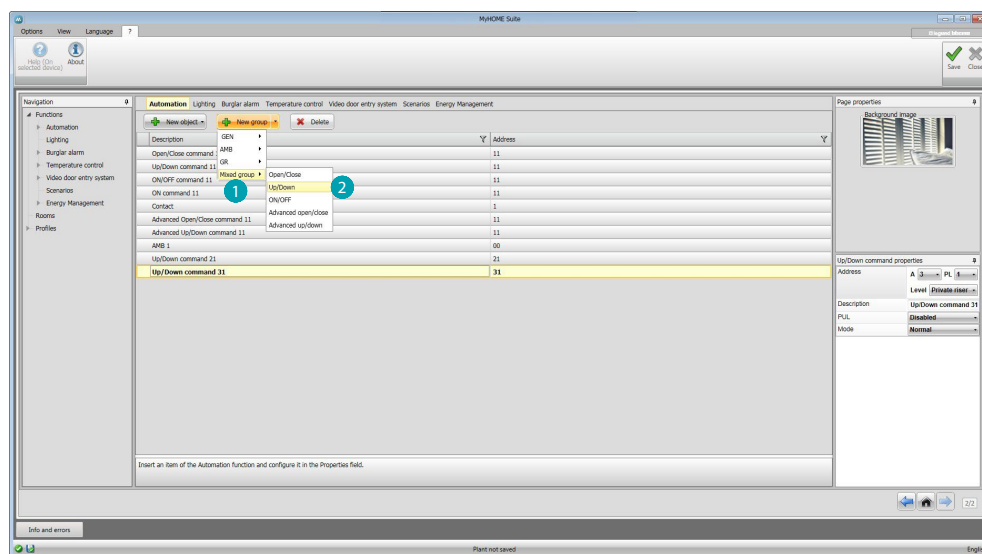 MyHOME Suite
Options View Language ?
Help (On selected device)
About
Save Close
Navigation
Functions
Automation
Lighting
Burglar alarm
Temperature control
Video door entry system
Scenarios
Energy Management
Rooms
Profiles
Automation Lighting Burglar alarm Temperature control Video door entry system Scenarios Energy Management
New object New group Delete
Description Address
GEN
AMB
GR
Mixed group
1
Open/Close
Up/Down
2
ON/OFF
Advanced open/close
Advanced up/down
Open/Close command 11
Up/Down command 11 11
ON/OFF command 11 11
ON command 11 11
Contact 1
Advanced Open/Close command 11 11
Advanced Up/Down command 11 11
AMB 1 00
Up/Down command 21 21
Up/Down command 31 31
Insert an item of the Automation function and configure it in the Properties field.
Page properties
Background image
Up/Down command properties
Address A 3 PL 1
Level Private riser
Description Up/Down command 31
PUL Disabled
Mode Normal
2/2
Info and errors
Plant not saved
Engli